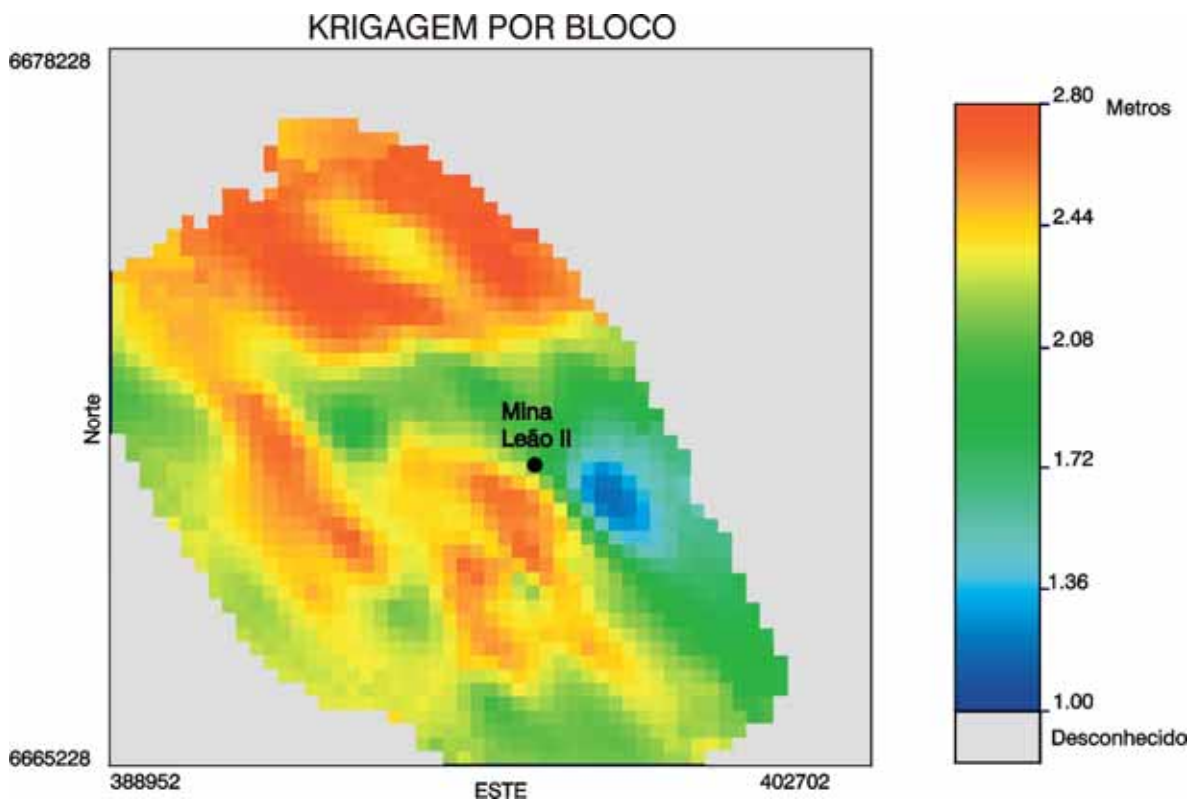 KRIGAGEM POR BLOCO
6678228
Norte
Mina
Leão II
6665228
388952
ESTE
402702
2.80
Metros
2.44
2.08
1.72
1.36
1.00
Desconhecido